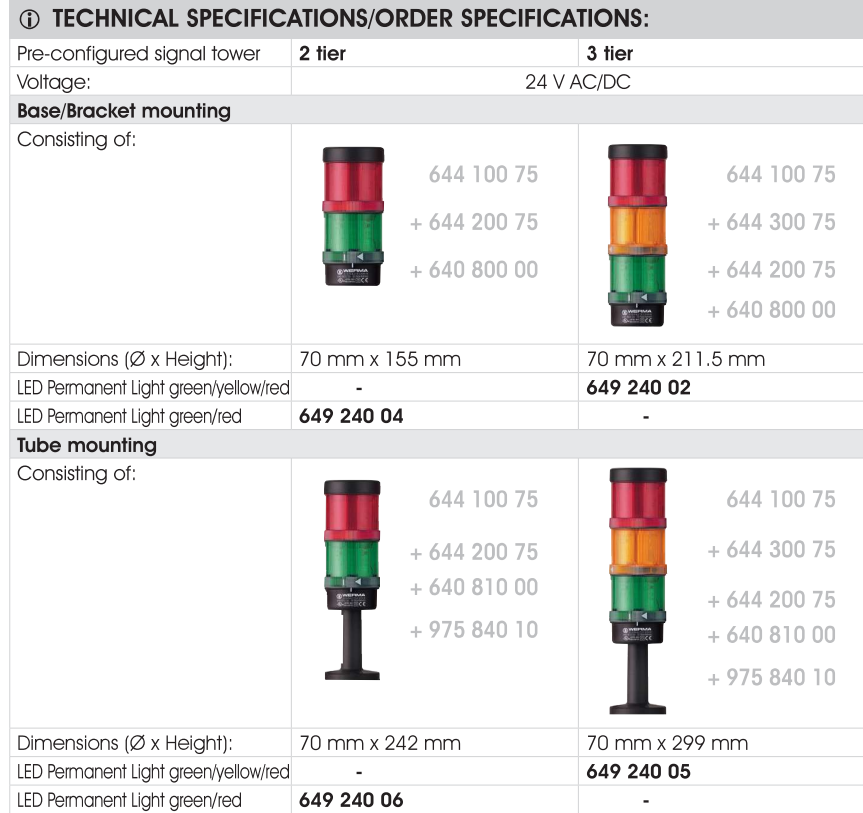 TECHNICAL SPECIFICATIONS/ORDER SPECIFICATIONS:
Pre-configured signal tower 2 tier 3 tier
Voltage: 24 V AC/DC
Base/Bracket mounting
Consisting of:
644 100 75
+ 644 200 75
+ 640 800 00
644 100 75
+ 644 300 75
+ 644 200 75
+ 640 800 00
WERMA
WERMA
Dimensions (Ø x Height): 70 mm x 155 mm 70 mm x 211.5 mm
LED Permanent Light green/yellow/red - 649 240 02
LED Permanent Light green/red 649 240 04 -
Tube mounting
Consisting of:
644 100 75
+ 644 200 75
+ 640 810 00
+ 975 840 10
644 100 75
+ 644 300 75
+ 644 200 75
+ 640 810 00
+ 975 840 10
WERMA
WERMA
Dimensions (Ø x Height): 70 mm x 242 mm 70 mm x 299 mm
LED Permanent Light green/yellow/red - 649 240 05
LED Permanent Light green/red 649 240 06 -